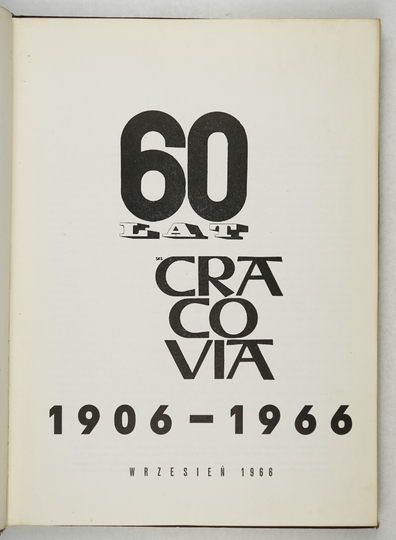 60
LAT
CRA
CO
VIA
1906-1966
WRZESIEŃ 1966